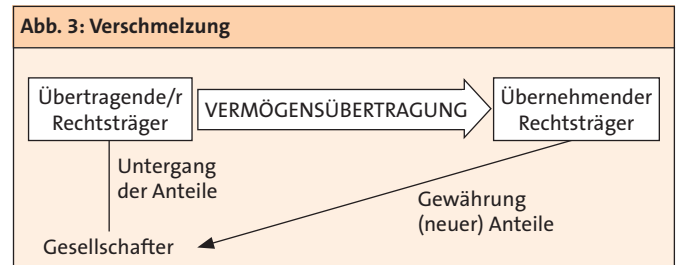 Abb. 3: Verschmelzung
Übertragende/r
Rechtsträger
VERMÖGENSÜBERTRAGUNG
Übernehmender
Rechtsträger
Untergang
der Anteile
Gewährung
(neuer) Anteile
Gesellschafter